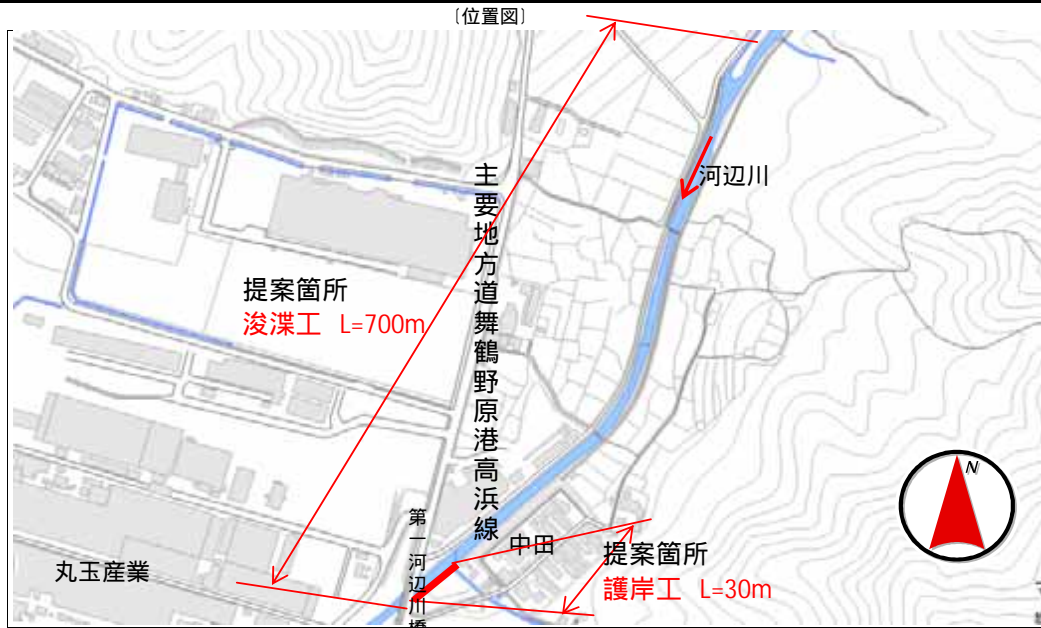 ［位置図］
河辺川
主要地方道舞鶴野原港高浜線
提案箇所
浚渫工 L=700m
N
第一河辺川橋
中田
提案箇所
護岸工 L=30m
丸玉産業